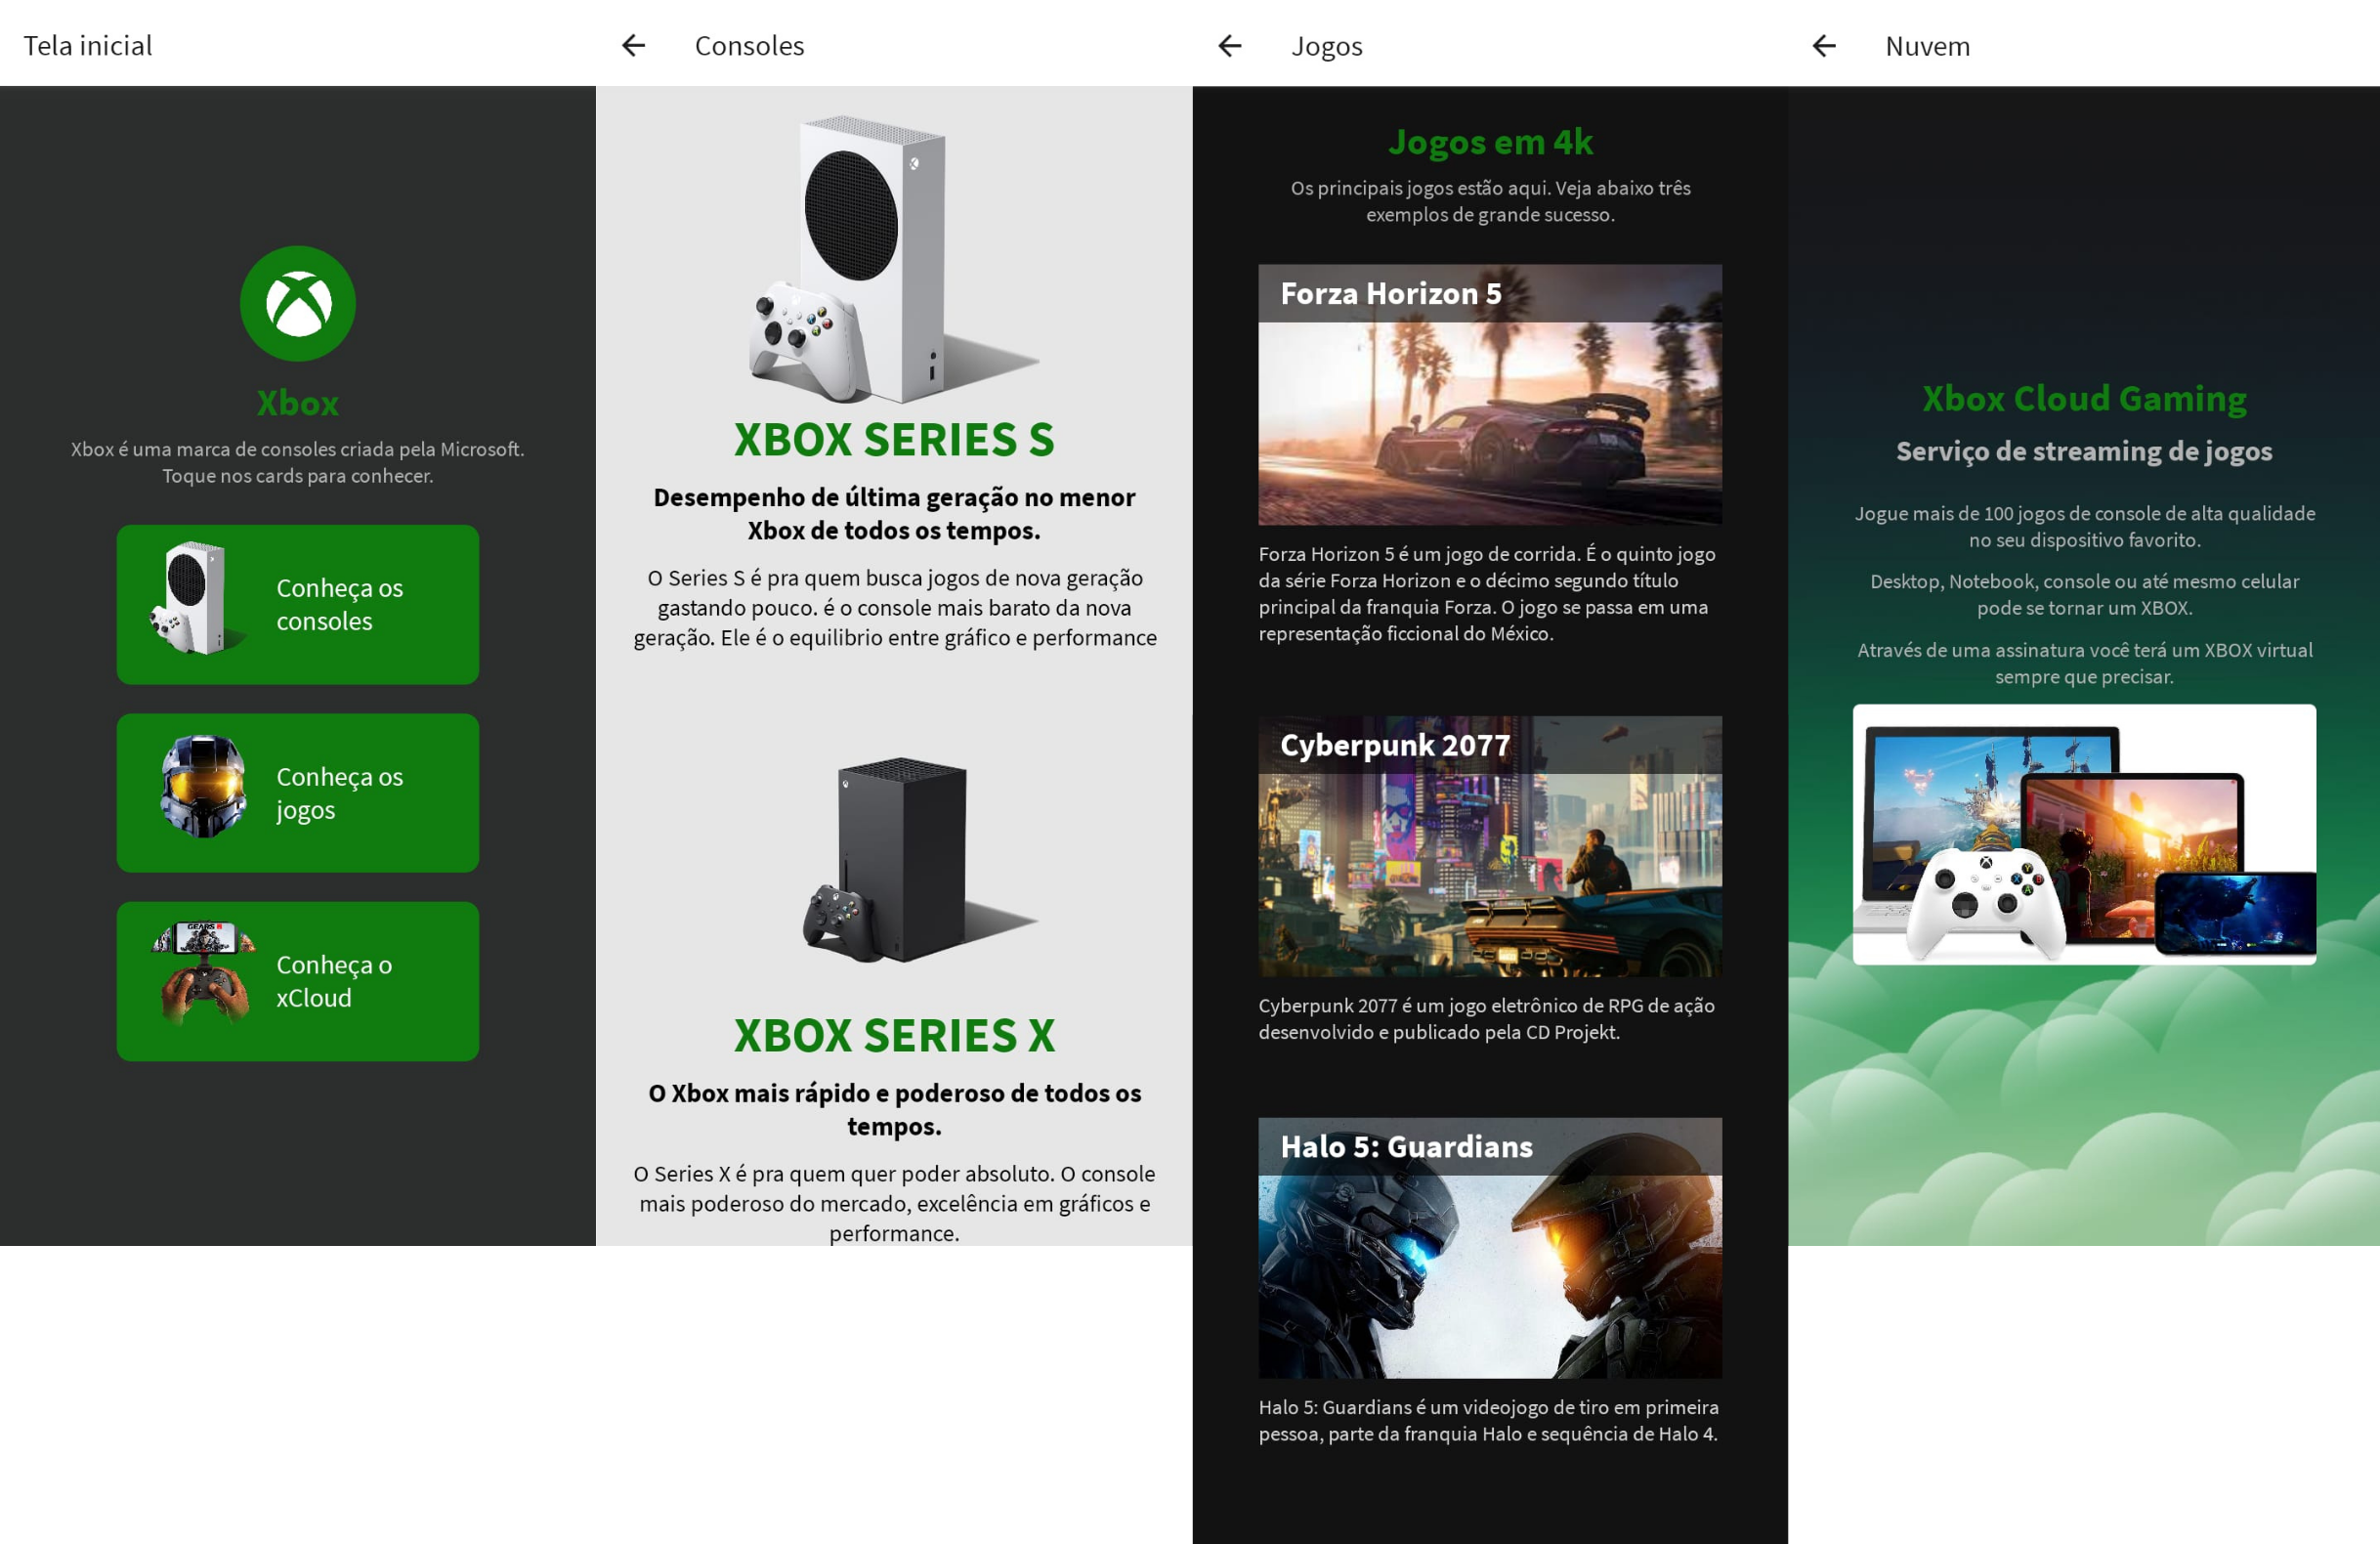 Tela inicial
Xbox
Xbox é uma marca de consoles criada pela Microsoft.
Toque nos cards para conhecer.
Conheça os
consoles
Conheça os
jogos
GEARS
Conheça o
xCloud
Consoles
XBOX SERIES S
Desempenho de última geração no menor
Xbox de todos os tempos.
O Series S é pra quem busca jogos de nova geração
gastando pouco. é o console mais barato da nova
geração. Ele é o equilibrio entre gráfico e performance
XBOX SERIES X
O Xbox mais rápido e poderoso de todos os
tempos.
O Series X é pra quem quer poder absoluto. O console
mais poderoso do mercado, excelência em gráficos e
performance.
Jogos
Jogos em 4k
Os principais jogos estão aqui. Veja abaixo três
exemplos de grande sucesso.
Forza Horizon 5
Forza Horizon 5 é um jogo de corrida. É o quinto jogo
da série Forza Horizon e o décimo segundo título
principal da franquia Forza. O jogo se passa em uma
representação ficcional do México.
Cyberpunk 2077
Cyberpunk 2077 é um jogo eletrônico de RPG de ação
desenvolvido e publicado pela CD Projekt.
Halo 5: Guardians
Halo 5: Guardians é um videojogo de tiro em primeira
pessoa, parte da franquia Halo e sequência de Halo 4.
Nuvem
Xbox Cloud Gaming
Serviço de streaming de jogos
Jogue mais de 100 jogos de console de alta qualidade
no seu dispositivo favorito.
Desktop, Notebook, console ou até mesmo celular
pode se tornar um XBOX.
Através de uma assinatura você terá um XBOX virtual
sempre que precisar.
Y
X B
A